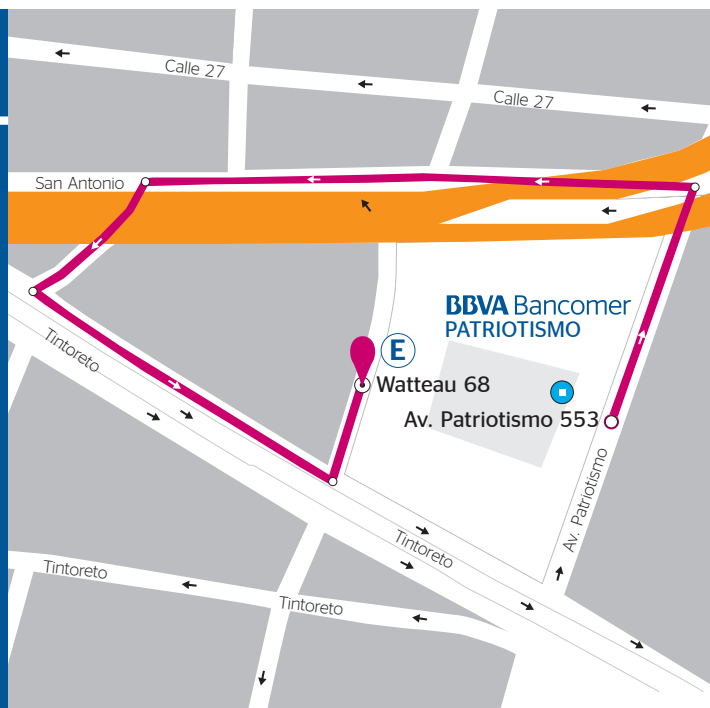 Calle 27
Calle 27
San Antonio
BBVA Bancomer
PATRIOTISMO
Tintoreto
E
Watteau 68
Av. Patriotismo 553
Av. Patriotismo
Tintoreto
Tintoreto
Tintoreto